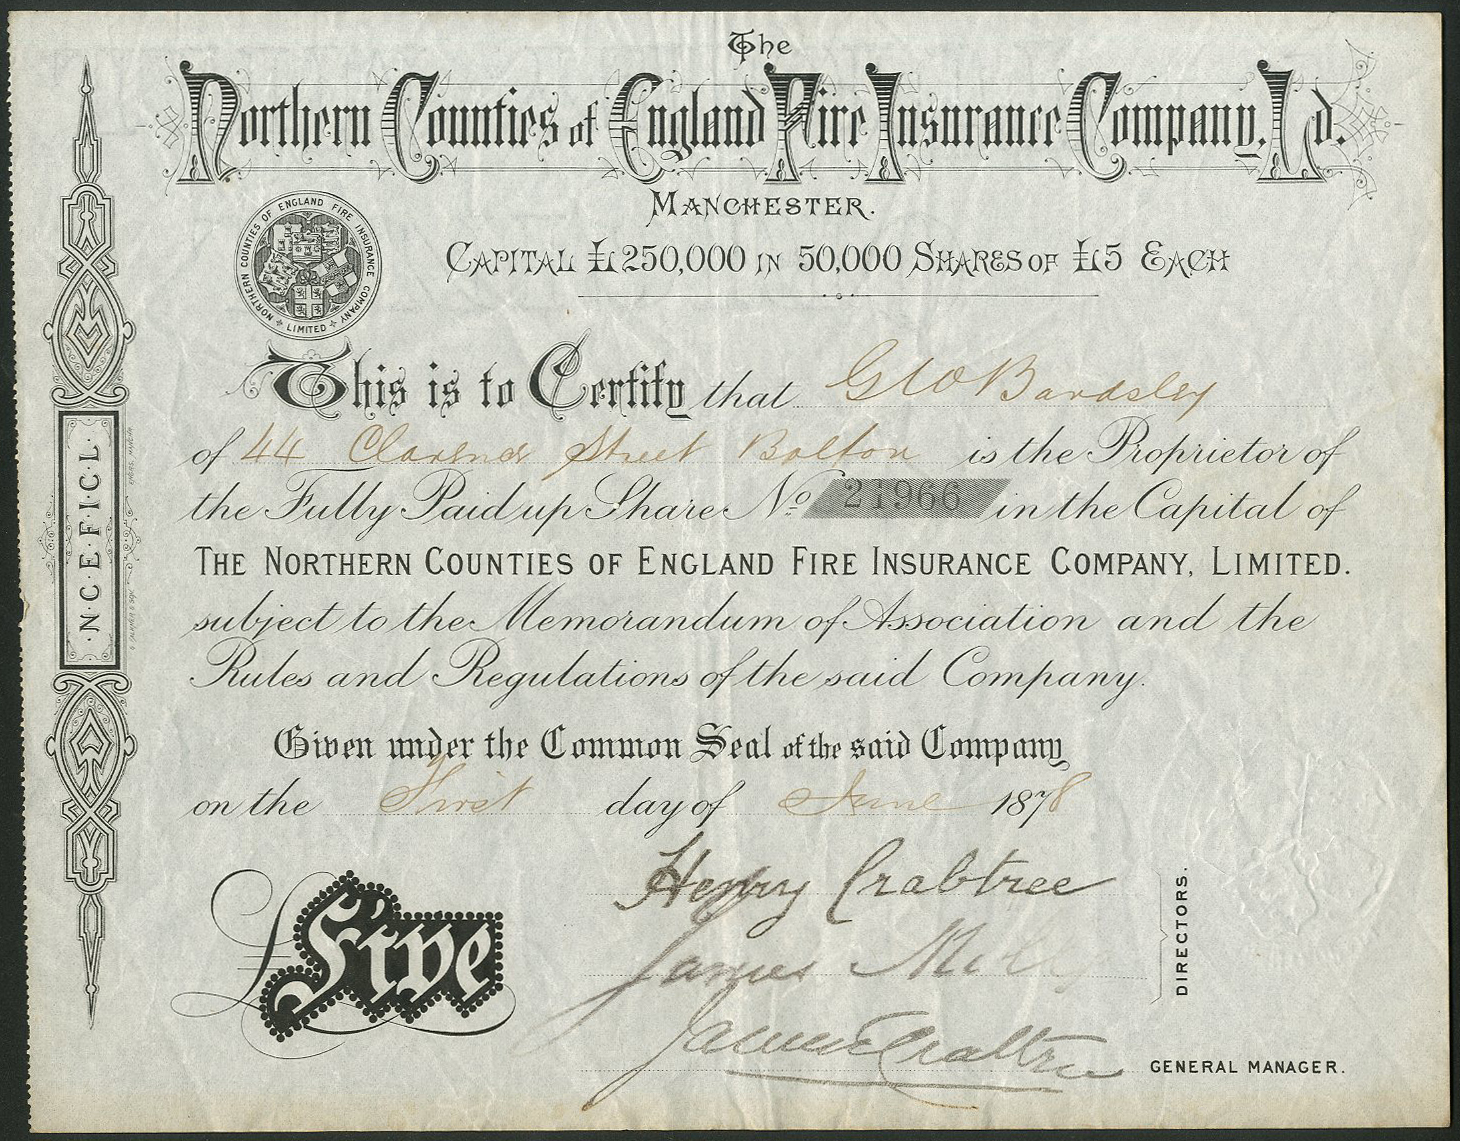 The
Northern Counties of England Fire Insurance Company, Ld.
MANCHESTER.
CAPITAL £250,000 IN 50,000 SHARES OF £5 EACH
NORTHERN COUNTIES OF ENGLAND FIRE INSURANCE COMPANY LIMITED
This is to Certify that G W Bardsley
of 44 Clarence Street Bolton is the Proprietor of
the Fully Paid up Share No. 21966 in the Capital of
THE NORTHERN COUNTIES OF ENGLAND FIRE INSURANCE COMPANY, LIMITED.
subject to the Memorandum of Association and the
Rules and Regulations of the said Company.
Given under the Common Seal of the said Company
on the First day of June 1878
Henry Crabtree
James
DIRECTORS.
James Crabtree
GENERAL MANAGER.
£Five
N.C.E.F.I.C.L.